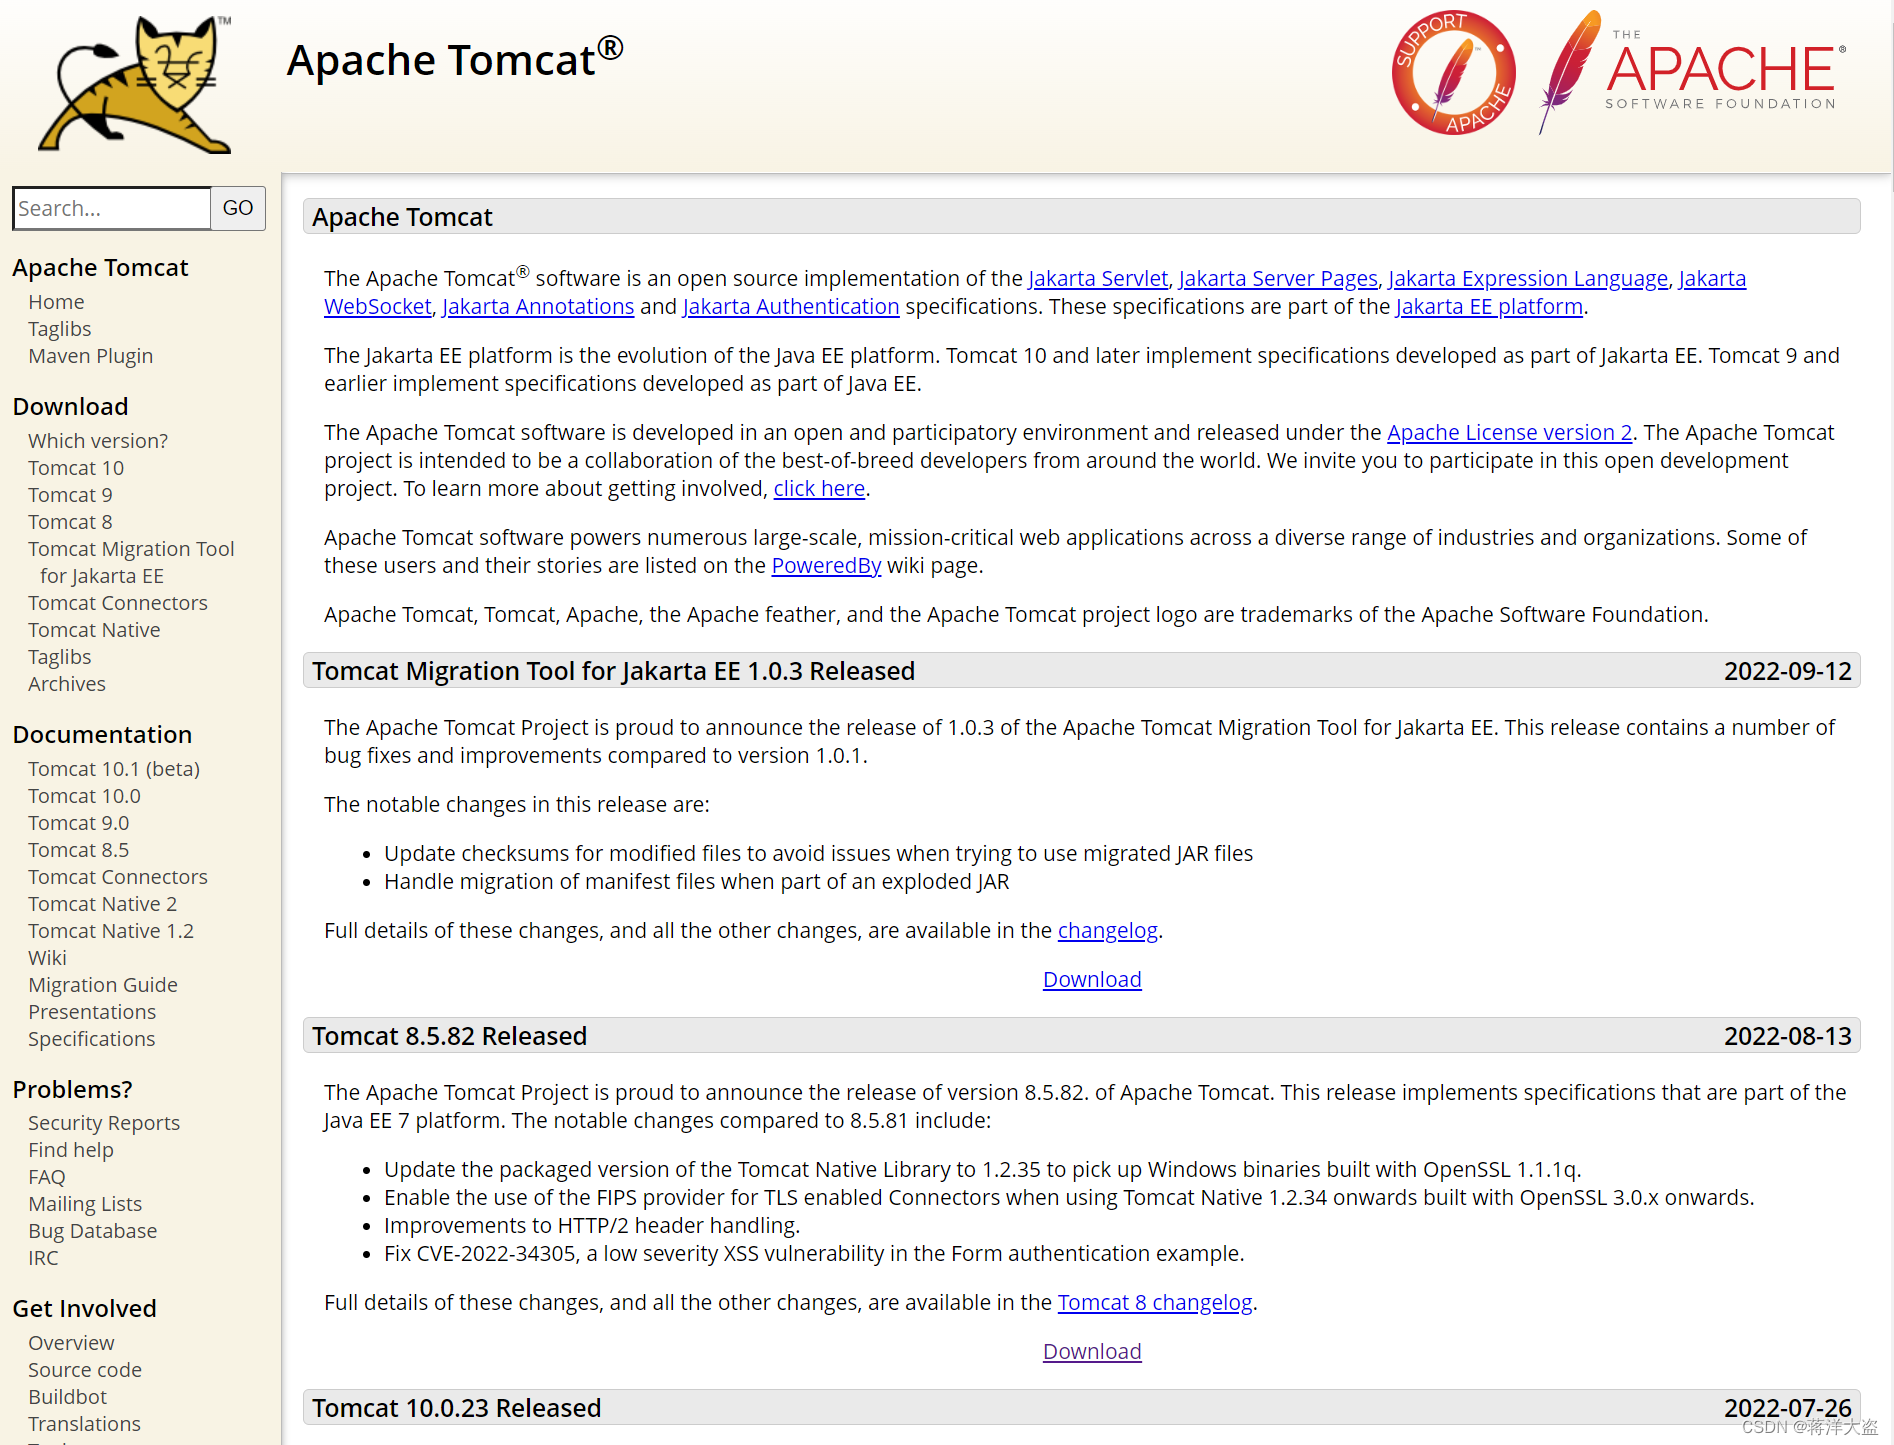 TM
Apache Tomcat®
SUPPORT
APACHE
THE
APACHE®
SOFTWARE FOUNDATION
Search...
GO
Apache Tomcat
Home
Taglibs
Maven Plugin
Download
Which version?
Tomcat 10
Tomcat 9
Tomcat 8
Tomcat Migration Tool
for Jakarta EE
Tomcat Connectors
Tomcat Native
Taglibs
Archives
Documentation
Tomcat 10.1 (beta)
Tomcat 10.0
Tomcat 9.0
Tomcat 8.5
Tomcat Connectors
Tomcat Native 2
Tomcat Native 1.2
Wiki
Migration Guide
Presentations
Specifications
Problems?
Security Reports
Find help
FAQ
Mailing Lists
Bug Database
IRC
Get Involved
Overview
Source code
Buildbot
Translations
Apache Tomcat
The Apache Tomcat® software is an open source implementation of the Jakarta Servlet, Jakarta Server Pages, Jakarta Expression Language, Jakarta
WebSocket, Jakarta Annotations and Jakarta Authentication specifications. These specifications are part of the Jakarta EE platform.
The Jakarta EE platform is the evolution of the Java EE platform. Tomcat 10 and later implement specifications developed as part of Jakarta EE. Tomcat 9 and
earlier implement specifications developed as part of Java EE.
The Apache Tomcat software is developed in an open and participatory environment and released under the Apache License version 2. The Apache Tomcat
project is intended to be a collaboration of the best-of-breed developers from around the world. We invite you to participate in this open development
project. To learn more about getting involved, click here.
Apache Tomcat software powers numerous large-scale, mission-critical web applications across a diverse range of industries and organizations. Some of
these users and their stories are listed on the PoweredBy wiki page.
Apache Tomcat, Tomcat, Apache, the Apache feather, and the Apache Tomcat project logo are trademarks of the Apache Software Foundation.
Tomcat Migration Tool for Jakarta EE 1.0.3 Released 2022-09-12
The Apache Tomcat Project is proud to announce the release of 1.0.3 of the Apache Tomcat Migration Tool for Jakarta EE. This release contains a number of
bug fixes and improvements compared to version 1.0.1.
The notable changes in this release are:
• Update checksums for modified files to avoid issues when trying to use migrated JAR files
• Handle migration of manifest files when part of an exploded JAR
Full details of these changes, and all the other changes, are available in the changelog.
Download
Tomcat 8.5.82 Released 2022-08-13
The Apache Tomcat Project is proud to announce the release of version 8.5.82. of Apache Tomcat. This release implements specifications that are part of the
Java EE 7 platform. The notable changes compared to 8.5.81 include:
• Update the packaged version of the Tomcat Native Library to 1.2.35 to pick up Windows binaries built with OpenSSL 1.1.1q.
• Enable the use of the FIPS provider for TLS enabled Connectors when using Tomcat Native 1.2.34 onwards built with OpenSSL 3.0.x onwards.
• Improvements to HTTP/2 header handling.
• Fix CVE-2022-34305, a low severity XSS vulnerability in the Form authentication example.
Full details of these changes, and all the other changes, are available in the Tomcat 8 changelog.
Download
Tomcat 10.0.23 Released 2022-07-26
CSDN @蒋洋大盗